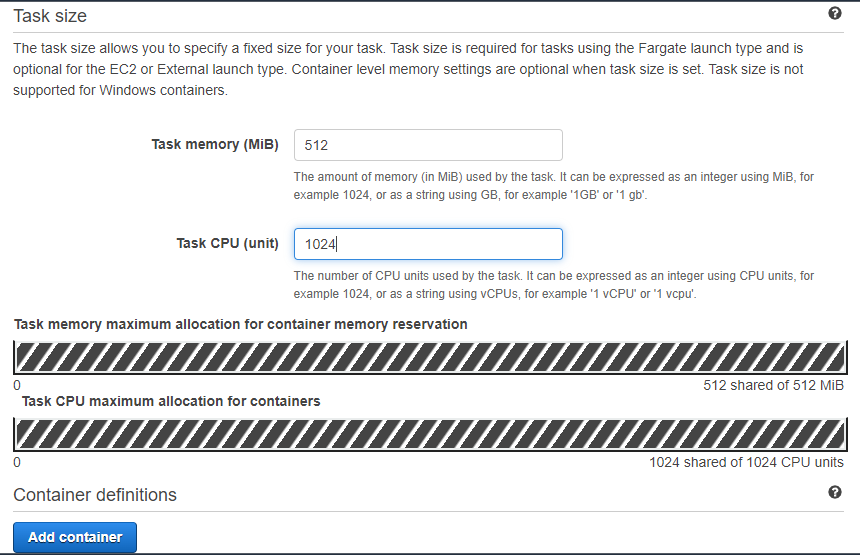 Task size
The task size allows you to specify a fixed size for your task. Task size is required for tasks using the Fargate launch type and is
optional for the EC2 or External launch type. Container level memory settings are optional when task size is set. Task size is not
supported for Windows containers.
Task memory (MiB)
512
The amount of memory (in MiB) used by the task. It can be expressed as an integer using MiB, for
example 1024, or as a string using GB, for example '1GB' or '1 gb'.
Task CPU (unit)
1024
The number of CPU units used by the task. It can be expressed as an integer using CPU units, for
example 1024, or as a string using vCPUs, for example '1 vCPU' or '1 vcpu'.
Task memory maximum allocation for container memory reservation
0
512 shared of 512 MiB
Task CPU maximum allocation for containers
0
1024 shared of 1024 CPU units
Container definitions
Add container